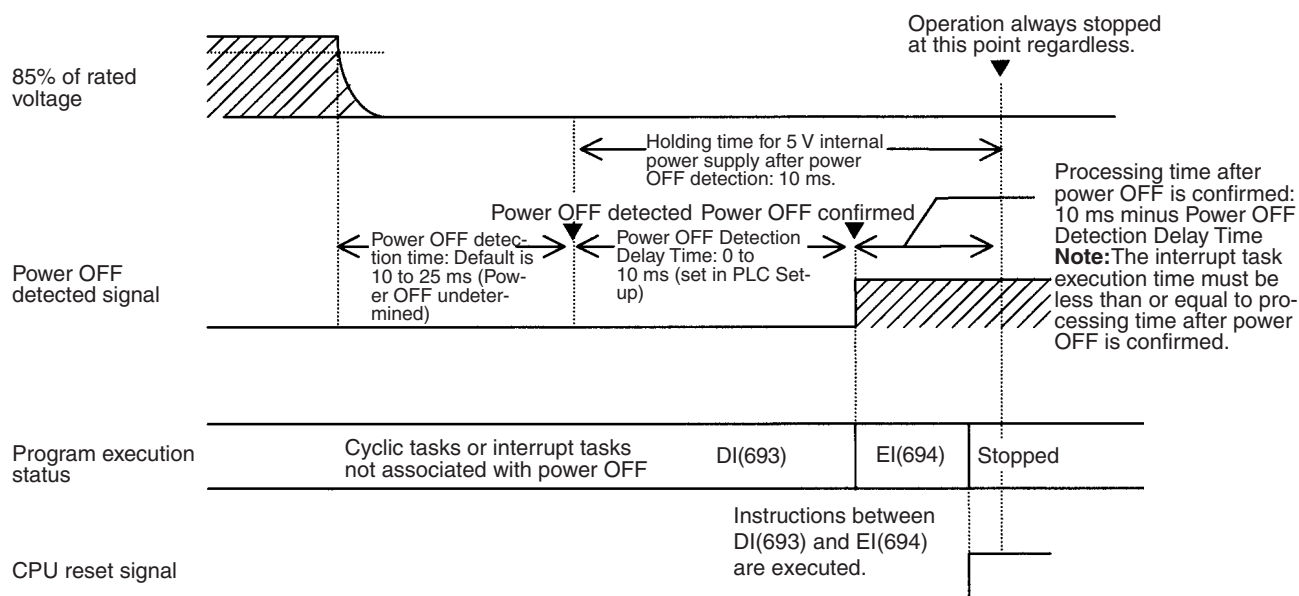 Operation always stopped
at this point regardless.
85% of rated
voltage
Holding time for 5 V internal
power supply after power
OFF detection: 10 ms.
Processing time after
power OFF is confirmed:
10 ms minus Power OFF
Detection Delay Time
Note:The interrupt task
execution time must be
less than or equal to pro-
cessing time after power
OFF is confirmed.
Power OFF detected
Power OFF confirmed
Power OFF detec-
tion time: Default is
10 to 25 ms (Pow-
er OFF undeter-
mined)
Power OFF Detection
Delay Time: 0 to
10 ms (set in PLC Set-
up)
Power OFF
detected signal
Program execution
status
Cyclic tasks or interrupt tasks
not associated with power OFF
DI(693)
EI(694)
Stopped
Instructions between
DI(693) and EI(694)
are executed.
CPU reset signal